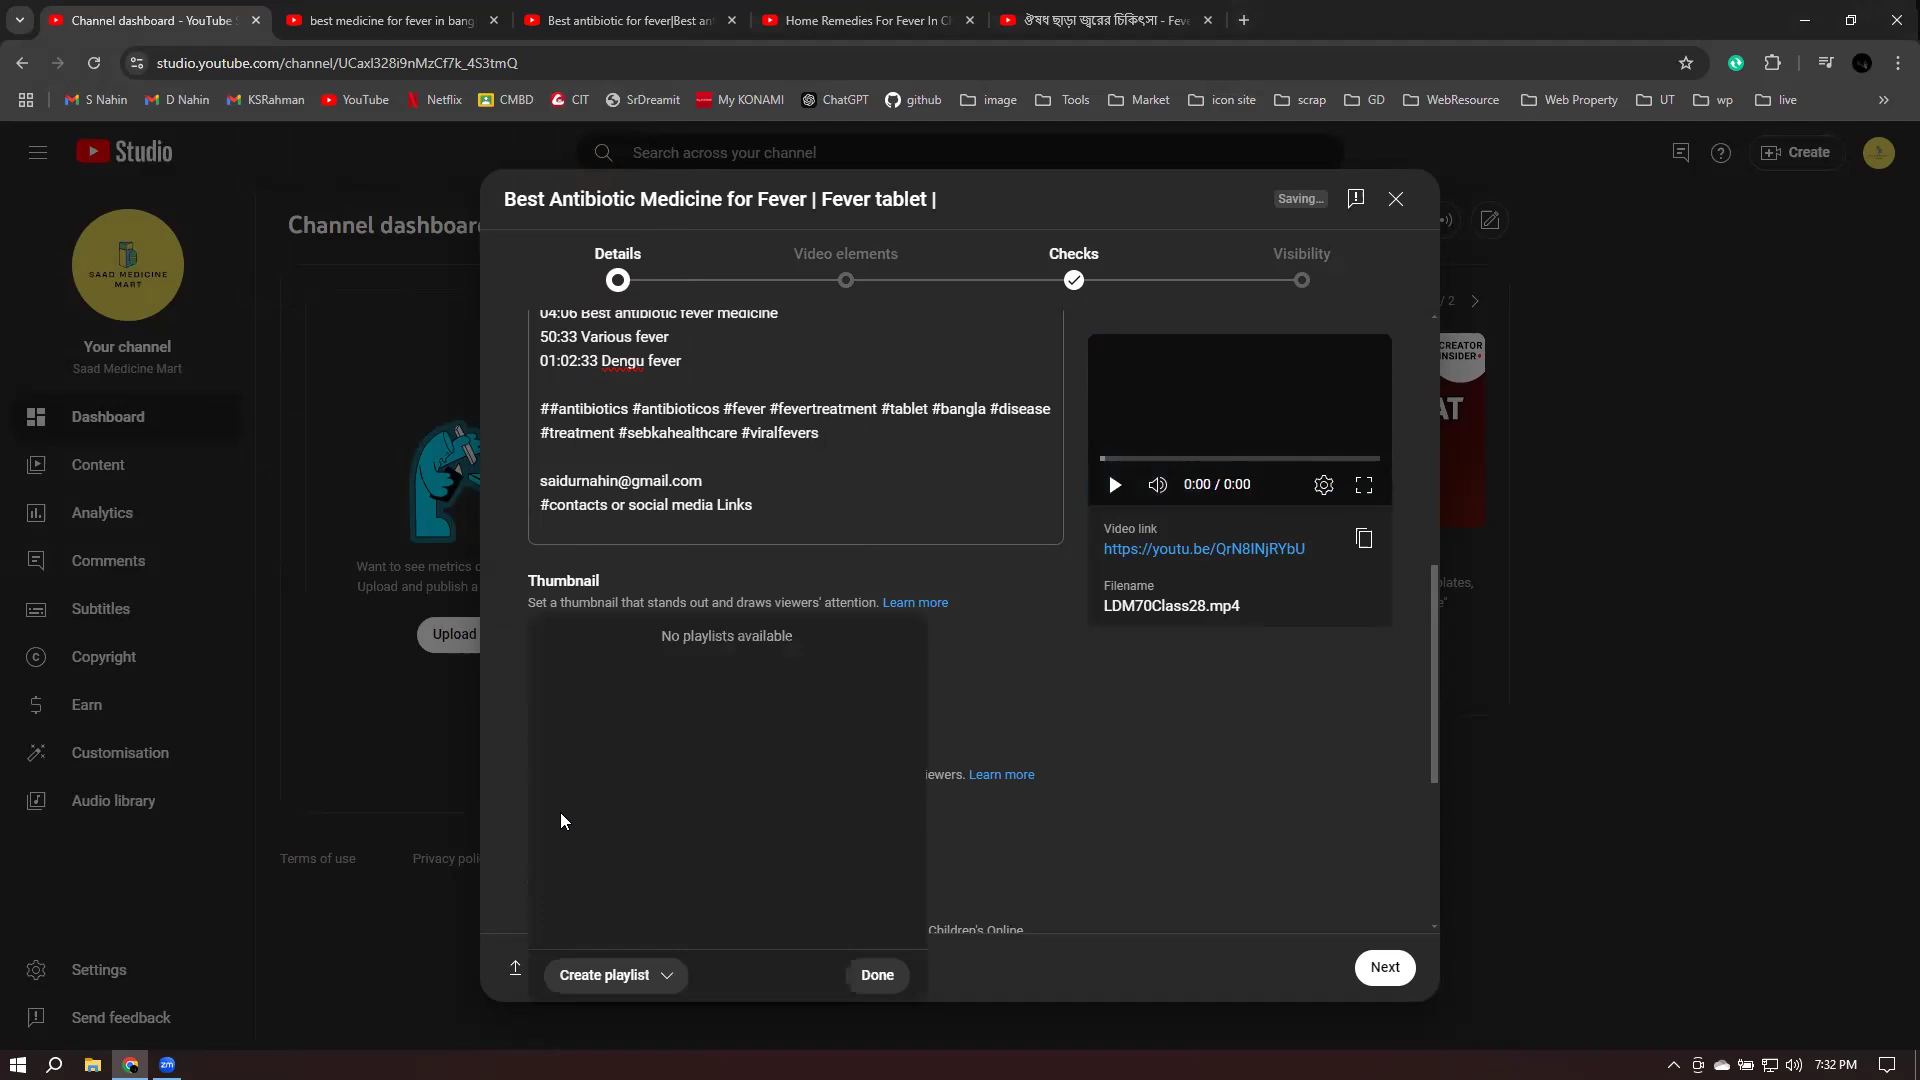 Channel dashboard - YouTube S
best medicine for fever in bang
Best antibiotic for fever|Best an
Home Remedies For Fever In C
ঔষধ ছাড়া জ্বরের চিকিৎসা - Feve
studio.youtube.com/channel/UCaxl328i9nMzCf7k_4S3tmQ
S Nahin
D Nahin
KSRahman
YouTube
Netflix
CMBD
CIT
SrDreamit
My KONAMI
ChatGPT
github
image
Tools
Market
icon site
scrap
GD
WebResource
Web Property
UT
wp
live
Studio
Search across your channel
Create
SAAD MEDICINE
MART
Your channel
Saad Medicine Mart
Dashboard
Content
Analytics
Comments
Subtitles
Copyright
Earn
Customisation
Audio library
Settings
Send feedback
Channel dashboard
Want to see metrics o
Upload and publish a
Upload
Terms of use
Privacy poli
Best Antibiotic Medicine for Fever | Fever tablet |
Saving...
Details
Video elements
Checks
Visibility
04:06 Best antibiotic fever medicine
50:33 Various fever
01:02:33 Dengu fever
##antibiotics #antibioticos #fever #fevertreatment #tablet #bangla #disease
#treatment #sebkahealthcare #viralfevers
saidurnahin@gmail.com
#contacts or social media Links
Thumbnail
Set a thumbnail that stands out and draws viewers' attention. Learn more
No playlists available
iewers. Learn more
Children's Online
Create playlist
Done
0:00 / 0:00
Video link
https://youtu.be/QrN8INjRYbU
Filename
LDM70Class28.mp4
Next
/ 2
CREATOR
INSIDER
AT
plates,
7:32 PM